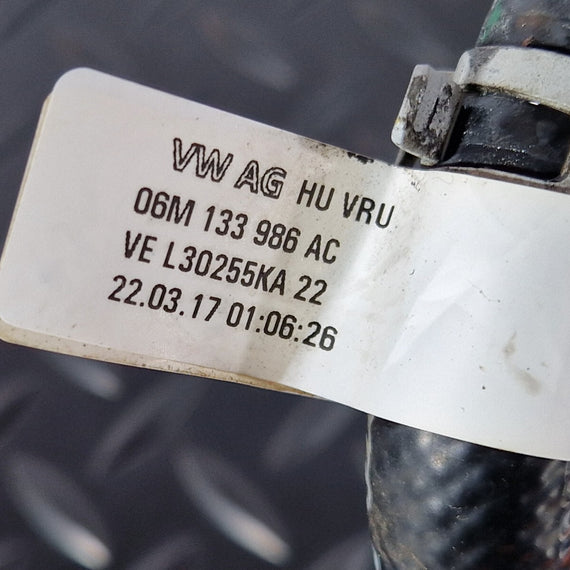 VW AG HU VRU
06M 133 986 AC
VE L30255KA 22
22.03.17 01:06:26